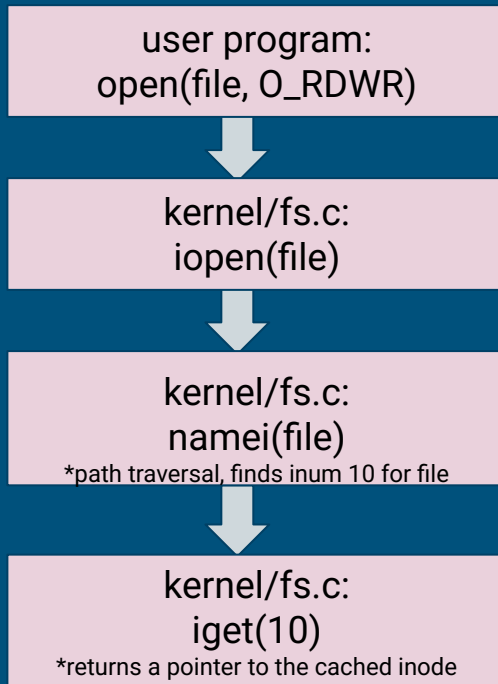 user program:
open(file, O_RDWR)
kernel/fs.c:
iopen(file)
kernel/fs.c:
namei(file)
*path traversal, finds inum 10 for file
kernel/fs.c:
iget(10)
*returns a pointer to the cached inode